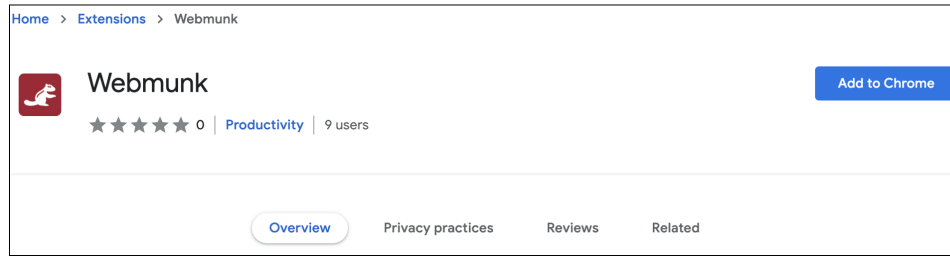 Home > Extensions > Webmunk
Webmunk
Add to Chrome
0 | Productivity | 9 users
Overview Privacy practices Reviews Related